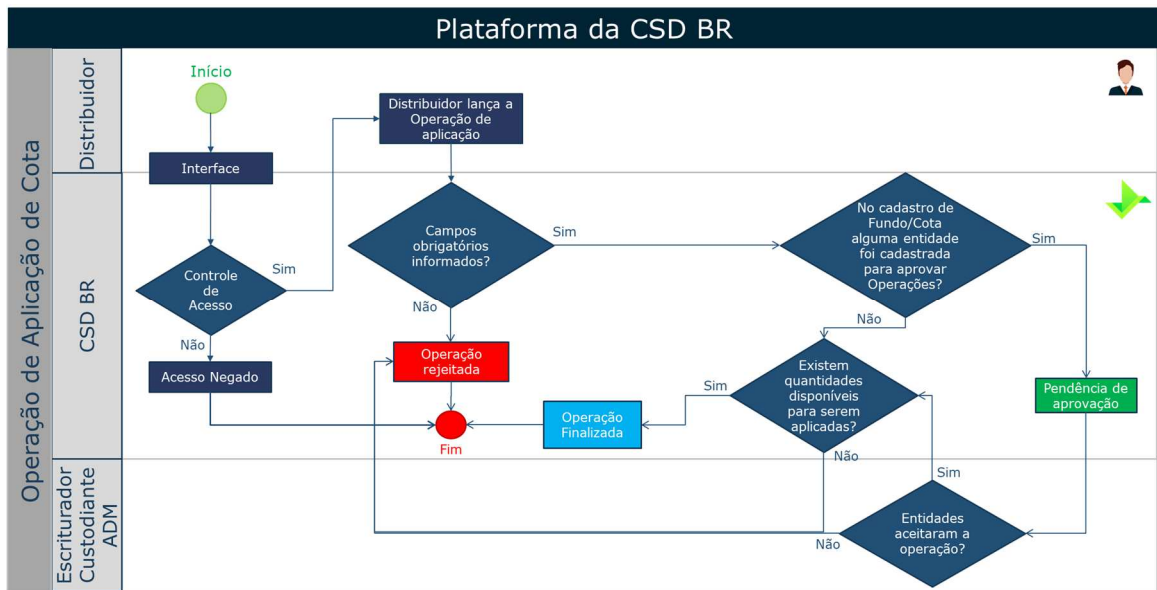 Plataforma da CSD BR
Operação de Aplicação de Cota
Distribuidor
Início
Interface
Distribuidor lança a
Operação de
aplicação
CSD BR
Controle
de
Acesso
Sim
Não
Acesso Negado
Campos
obrigatórios
informados?
Sim
Não
Operação
rejeitada
Fim
No cadastro de
Fundo/Cota
alguma entidade
foi cadastrada
para aprovar
Operações?
Sim
Não
Existem
quantidades
disponíveis
para serem
aplicadas?
Sim
Não
Operação
Finalizada
Pendência de
aprovação
Escriturador
Custodiante
ADM
Entidades
aceitaram a
operação?
Sim
Não